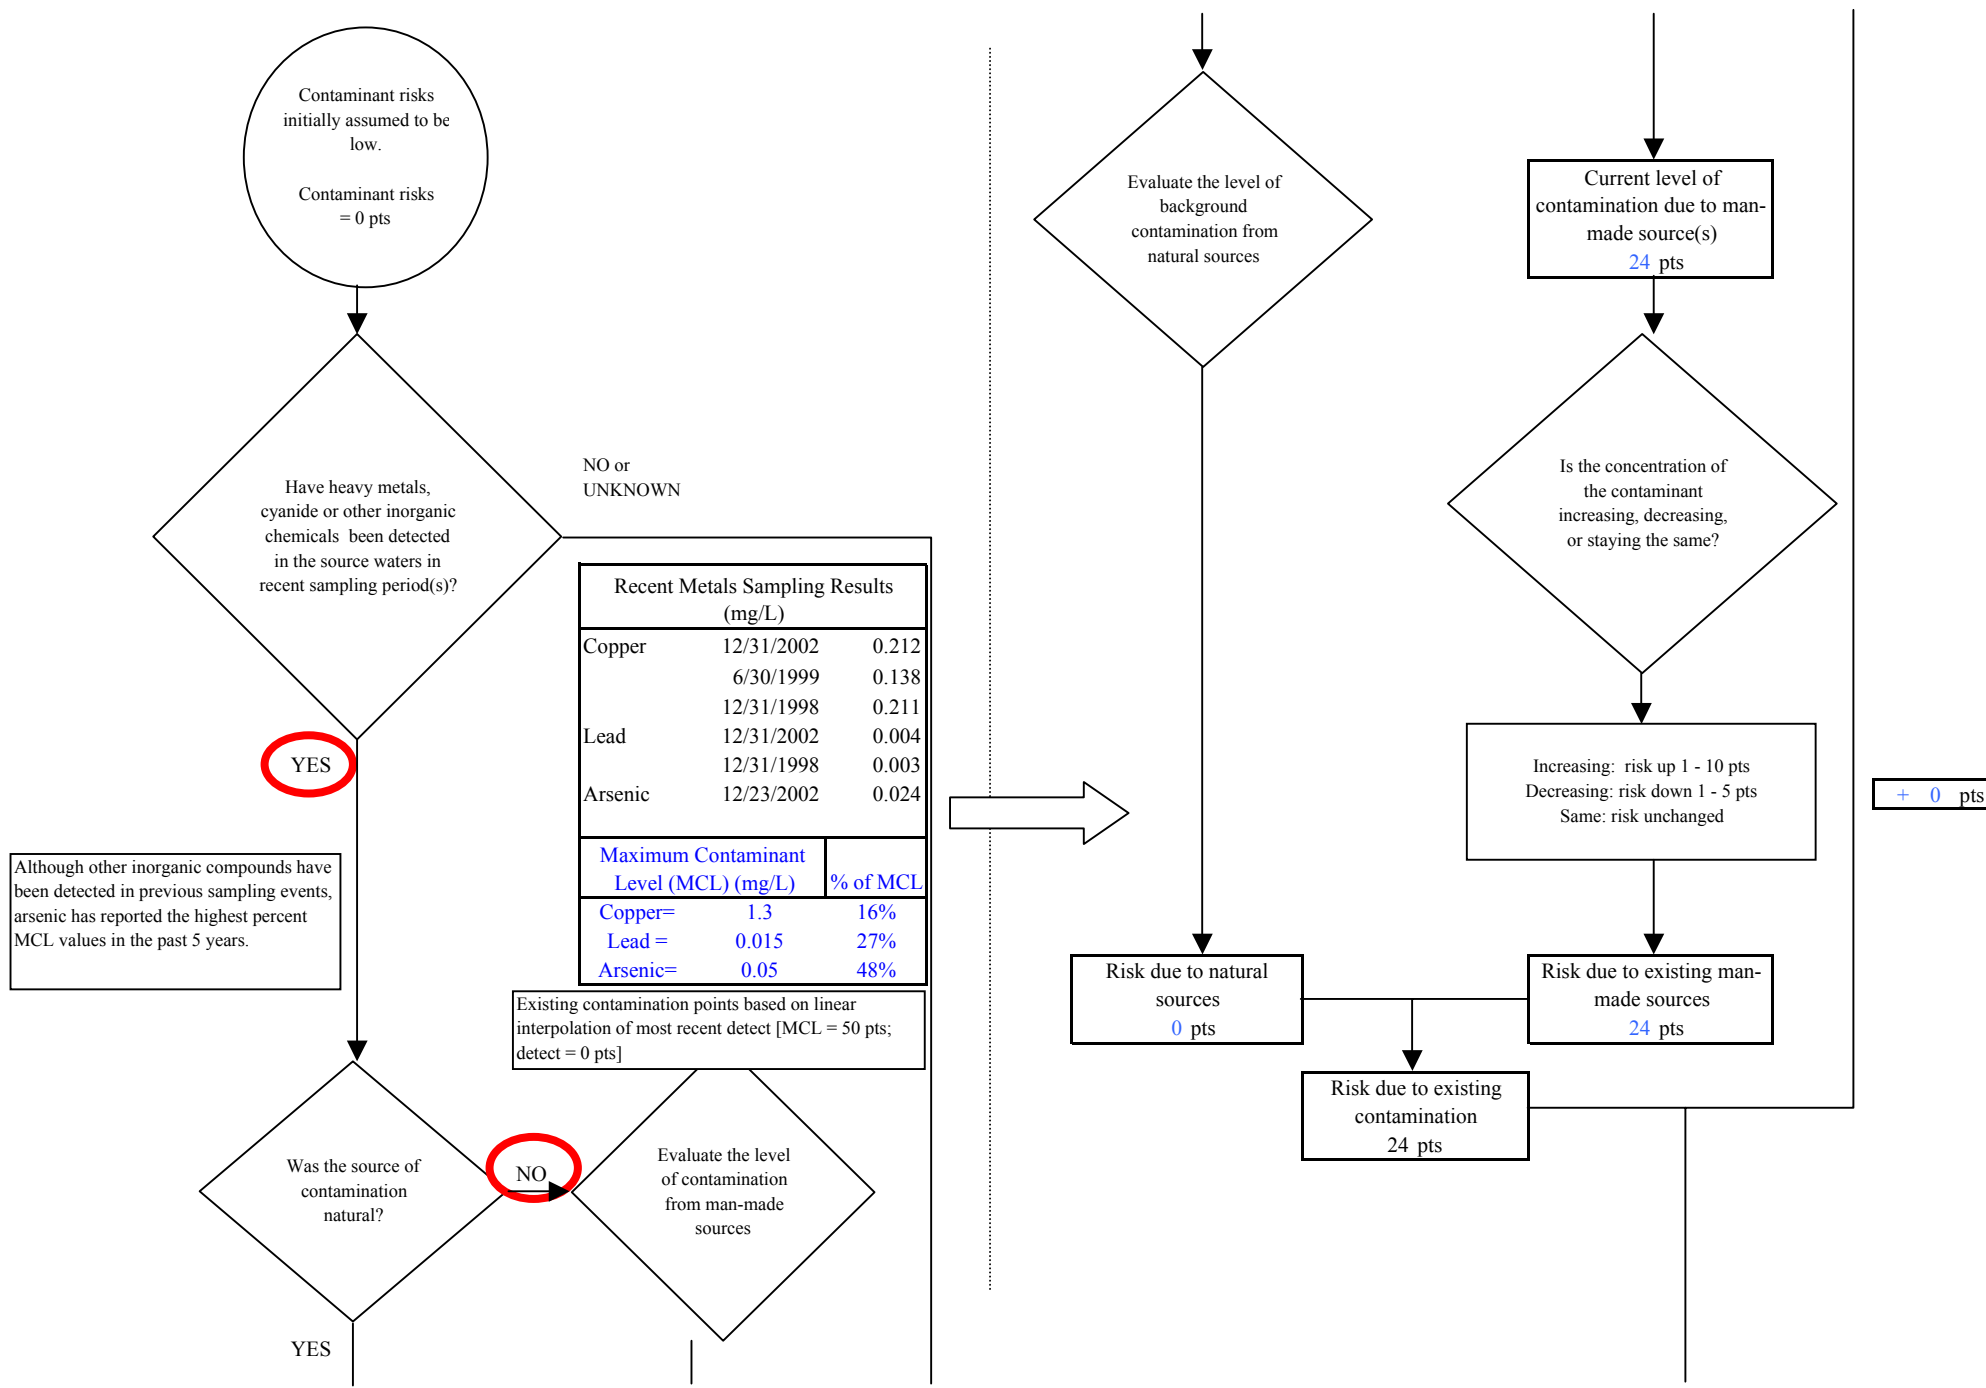 Contaminant risks
initially assumed to be
low.
Contaminant risks
= 0 pts
Have heavy metals,
cyanide or other inorganic
chemicals been detected
in the source waters in
recent sampling period(s)?
NO or
UNKNOWN
YES
Recent Metals Sampling Results
(mg/L)
Copper 12/31/2002 0.212
6/30/1999 0.138
12/31/1998 0.211
Lead 12/31/2002 0.004
12/31/1998 0.003
Arsenic 12/23/2002 0.024
Maximum Contaminant
Level (MCL) (mg/L) % of MCL
Copper= 1.3 16%
Lead = 0.015 27%
Arsenic= 0.05 48%
Although other inorganic compounds have
been detected in previous sampling events,
arsenic has reported the highest percent
MCL values in the past 5 years.
Existing contamination points based on linear
interpolation of most recent detect [MCL = 50 pts;
detect = 0 pts]
Was the source of
contamination
natural?
NO
Evaluate the level
of contamination
from man-made
sources
YES
Evaluate the level of
background
contamination from
natural sources
Current level of
contamination due to man-
made source(s)
24 pts
Is the concentration of
the contaminant
increasing, decreasing,
or staying the same?
Increasing: risk up 1 - 10 pts
Decreasing: risk down 1 - 5 pts
Same: risk unchanged
+ 0 pts
Risk due to natural
sources
0 pts
Risk due to existing man-
made sources
24 pts
Risk due to existing
contamination
24 pts